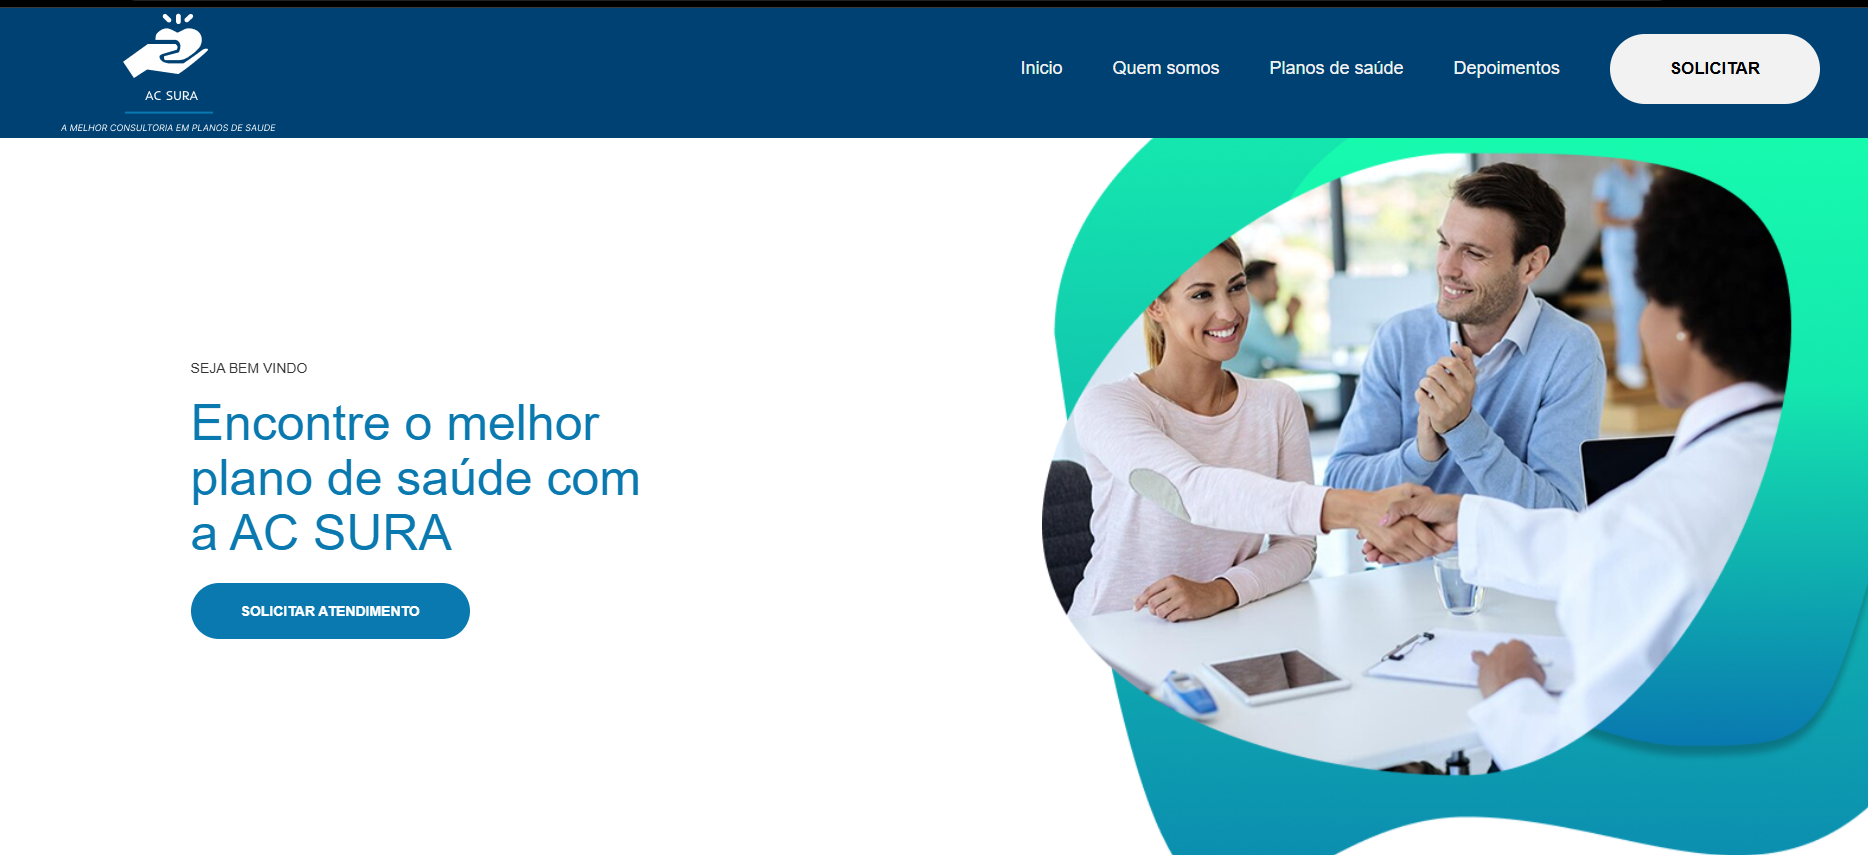 AC SURA
A MELHOR CONSULTORIA EM PLANOS DE SAUDE
Inicio
Quem somos
Planos de saúde
Depoimentos
SOLICITAR
SEJA BEM VINDO
Encontre o melhor
plano de saúde com
a AC SURA
SOLICITAR ATENDIMENTO